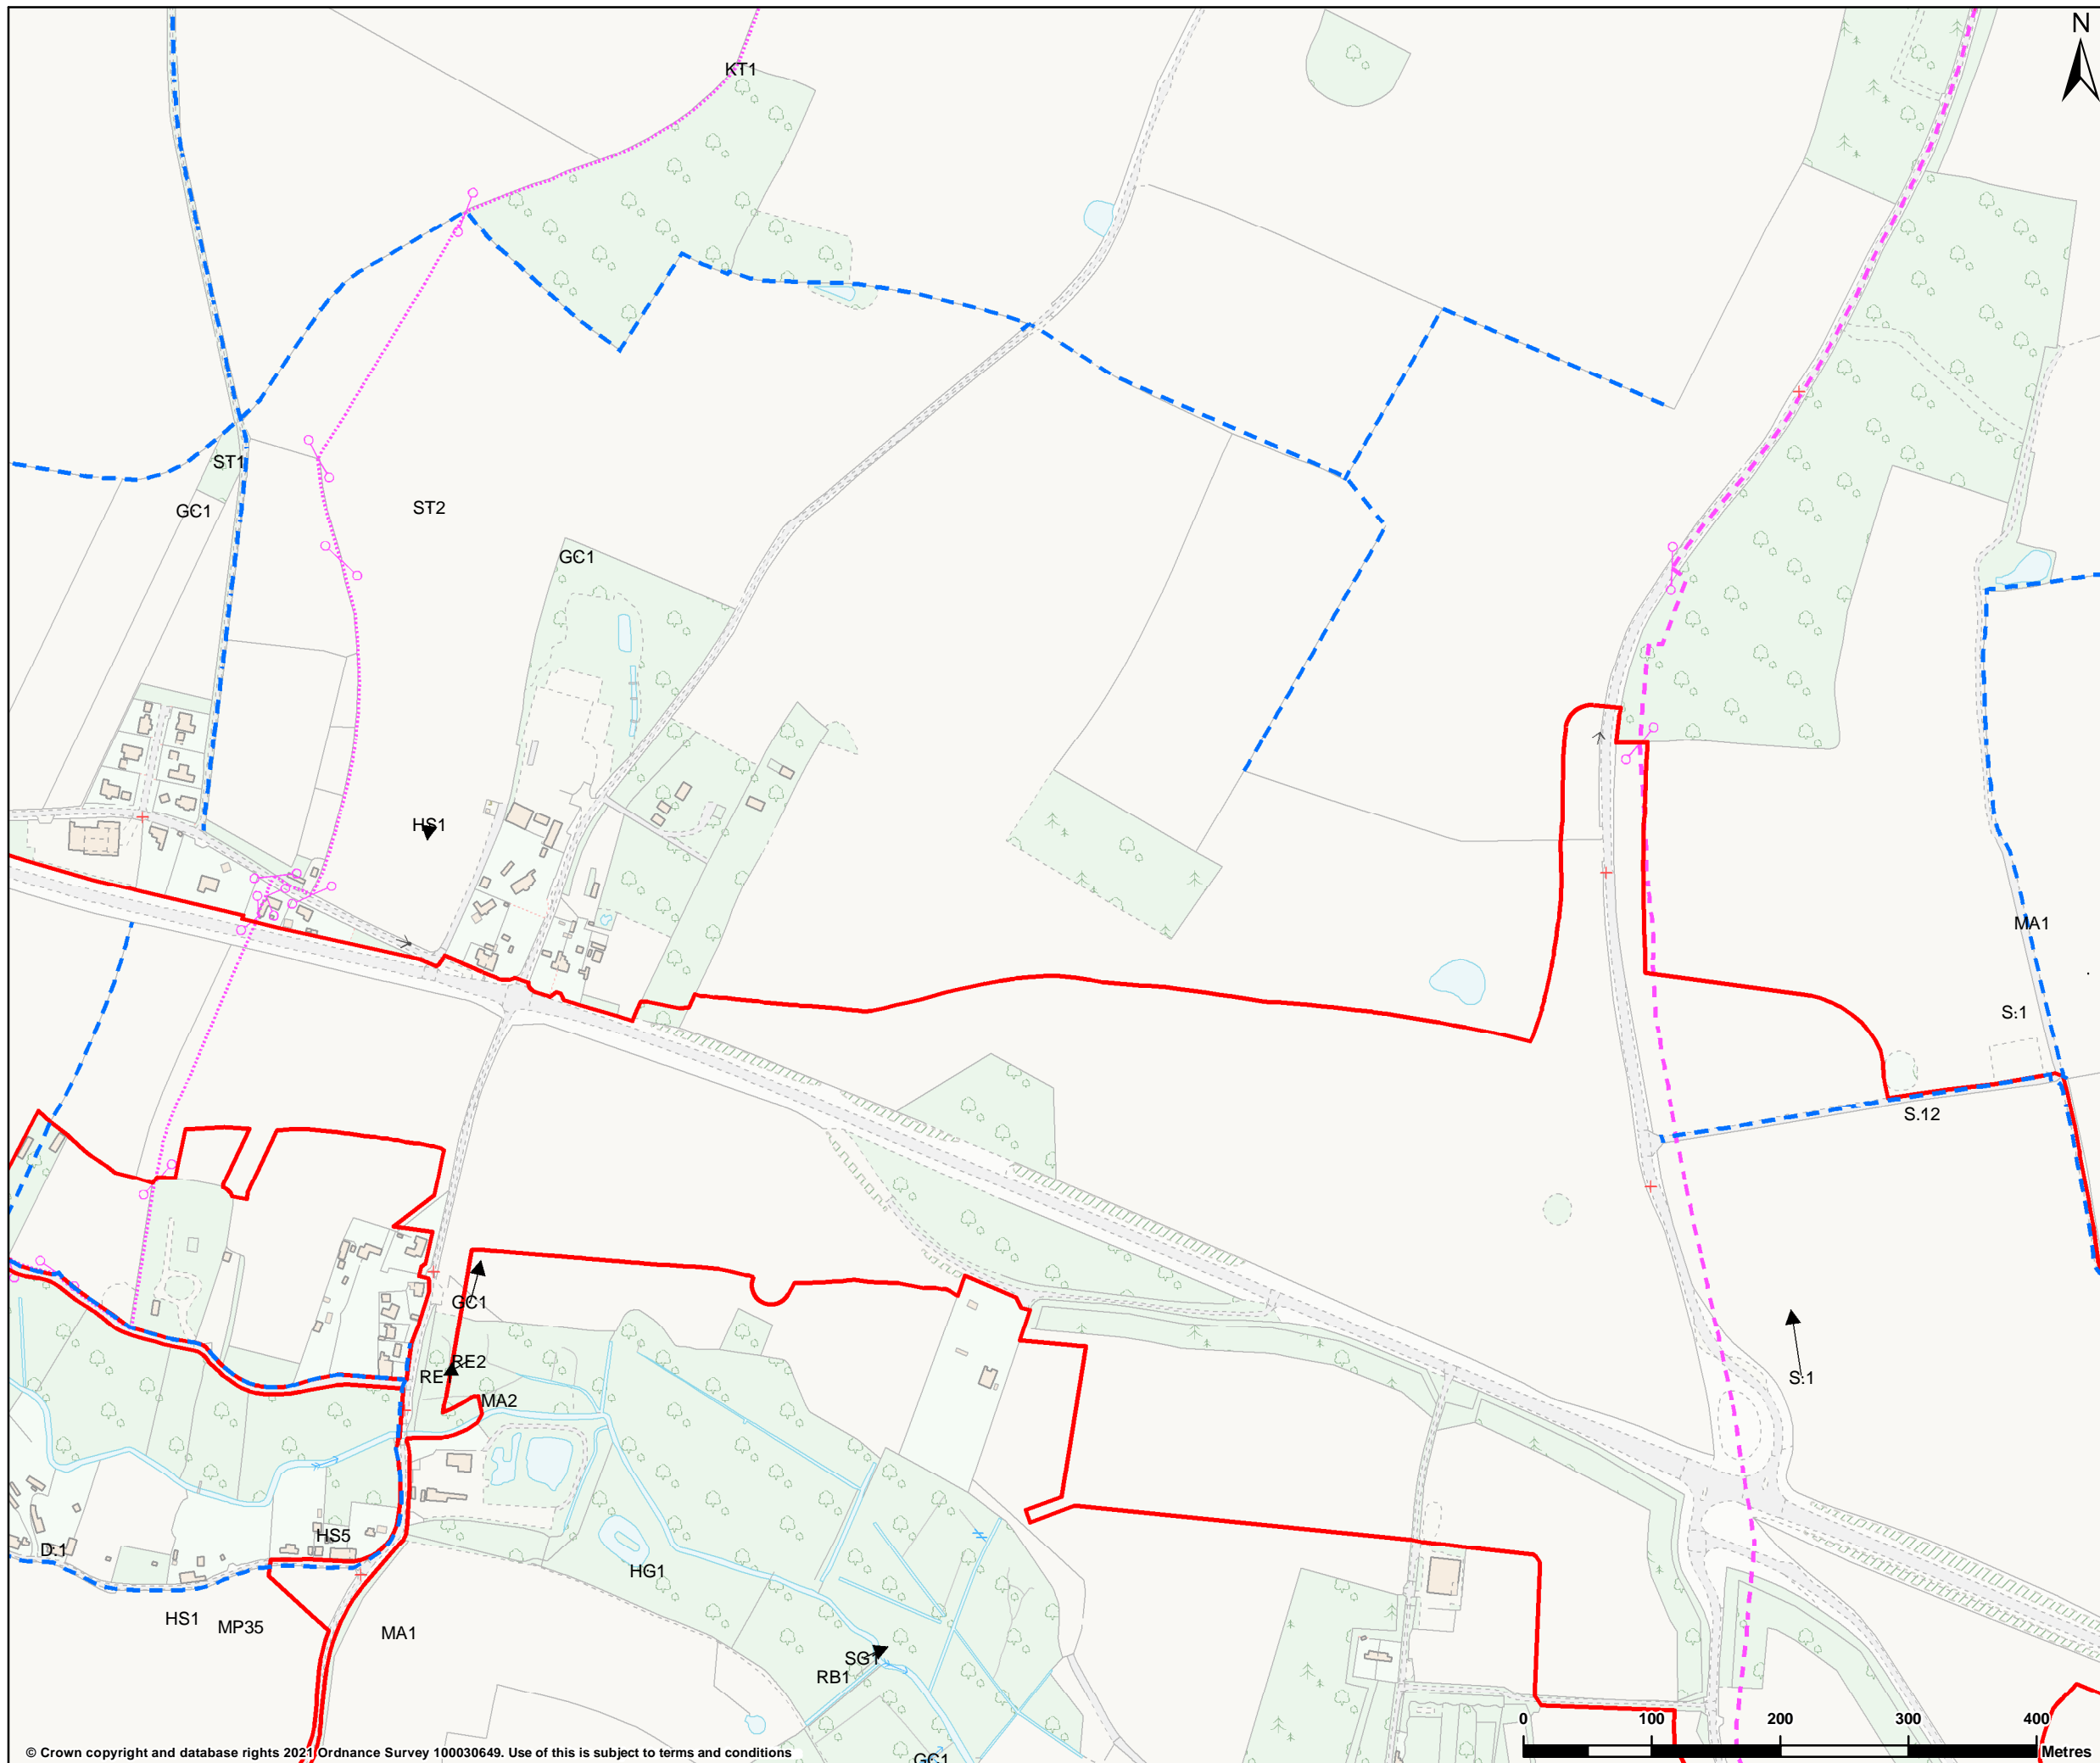 N
KT1
ST1
GC1
ST2
GC1
HS1
MA1
S:1
S.12
GC1
RE2
RE
MA2
S:1
HS5
D.1
HG1
HS1
MP35
MA1
SG1
RB1
GC1
0 100 200 300 400
Metres
© Crown copyright and database rights 2021 Ordnance Survey 100030649. Use of this is subject to terms and conditions